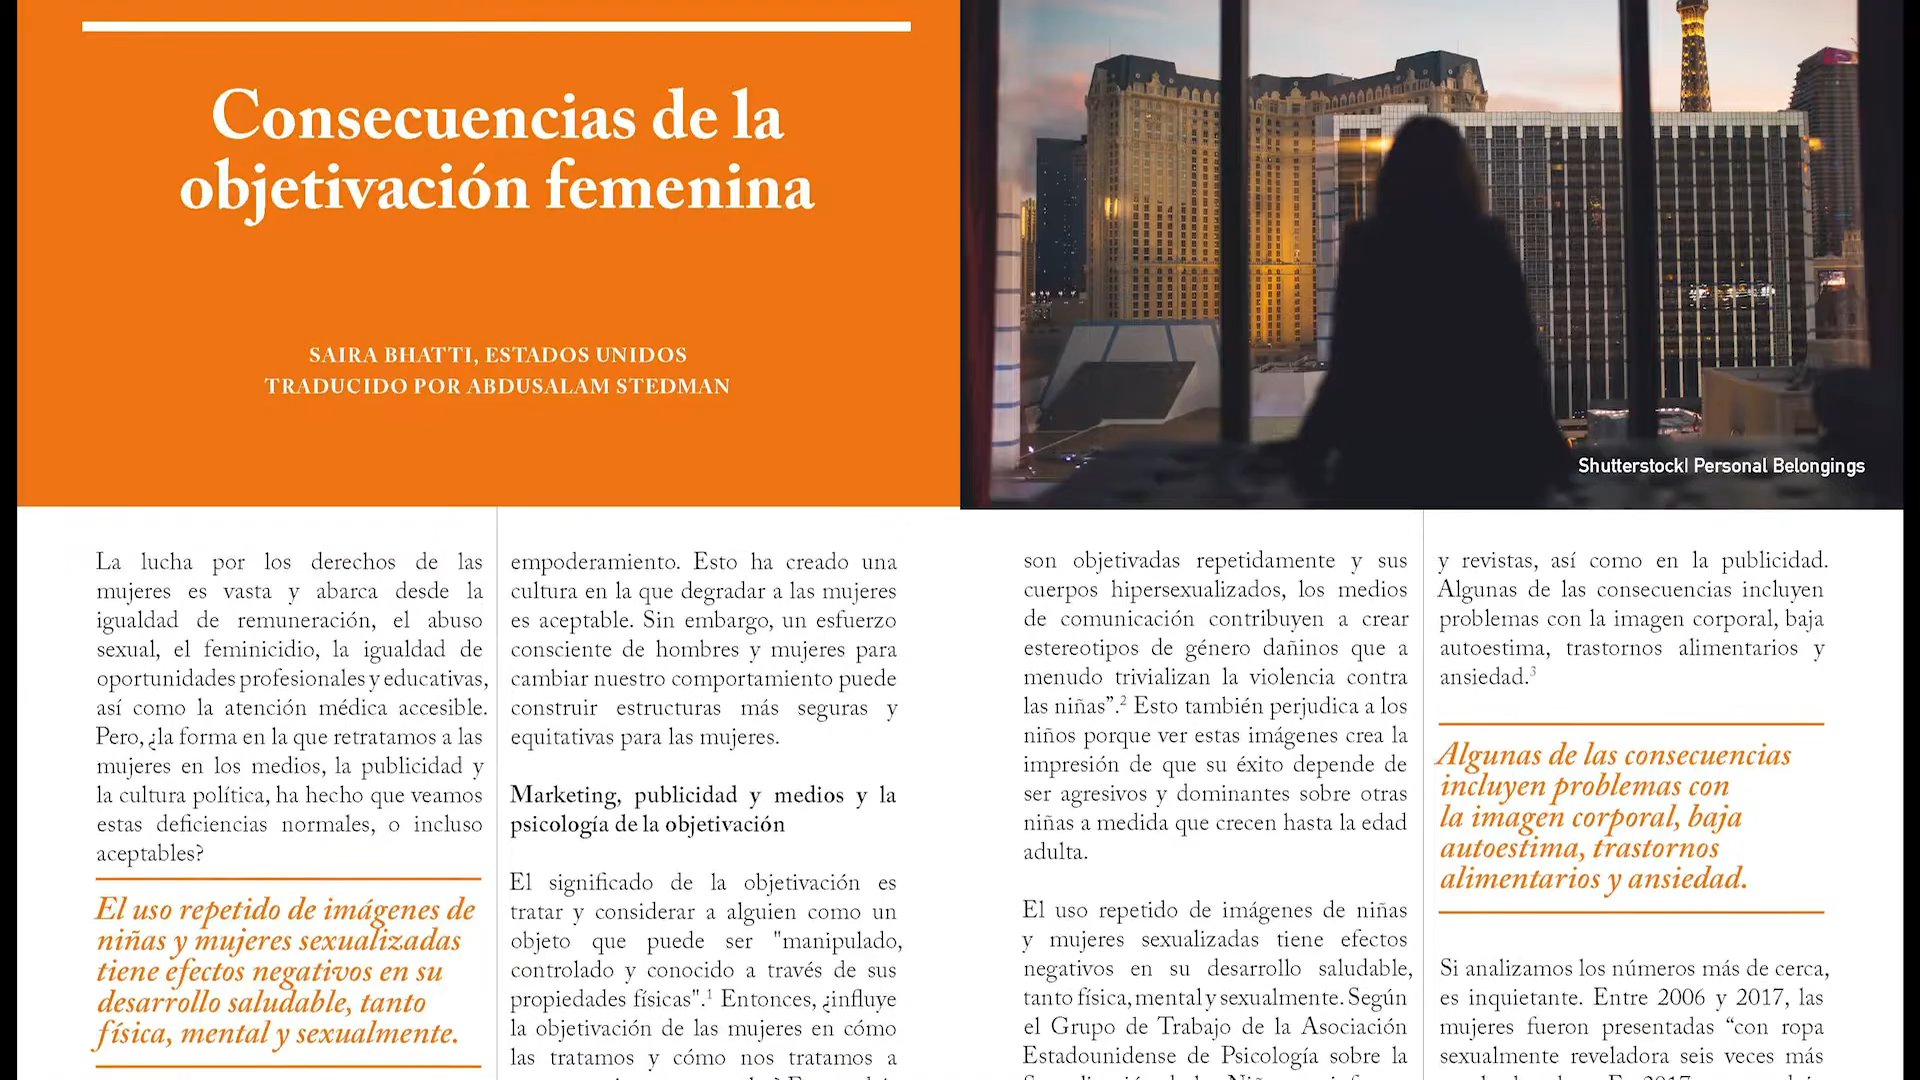 Consecuencias de la
objetivación femenina
SAIRA BHATTI, ESTADOS UNIDOS
TRADUCIDO POR ABDUSALAM STEDMAN
Shutterstock| Personal Belongings
La lucha por los derechos de las
mujeres es vasta y abarca desde la
igualdad de remuneración, el abuso
sexual, el feminicidio, la igualdad de
oportunidades profesionales y educativas,
así como la atención médica accesible.
Pero, ¿la forma en la que retratamos a las
mujeres en los medios, la publicidad y
la cultura política, ha hecho que veamos
estas deficiencias normales, o incluso
aceptables?
El uso repetido de imágenes de
niñas y mujeres sexualizadas
tiene efectos negativos en su
desarrollo saludable, tanto
física, mental y sexualmente.
empoderamiento. Esto ha creado una
cultura en la que degradar a las mujeres
es aceptable. Sin embargo, un esfuerzo
consciente de hombres y mujeres para
cambiar nuestro comportamiento puede
construir estructuras más seguras y
equitativas para las mujeres.
Marketing, publicidad y medios y la
psicología de la objetivación
El significado de la objetivación es
tratar y considerar a alguien como un
objeto que puede ser "manipulado,
controlado y conocido a través de sus
propiedades físicas".¹ Entonces, ¿influye
la objetivación de las mujeres en cómo
las tratamos y cómo nos tratamos a
son objetivadas repetidamente y sus
cuerpos hipersexualizados, los medios
de comunicación contribuyen a crear
estereotipos de género dañinos que a
menudo trivializan la violencia contra
las niñas”.² Esto también perjudica a los
niños porque ver estas imágenes crea la
impresión de que su éxito depende de
ser agresivos y dominantes sobre otras
niñas a medida que crecen hasta la edad
adulta.
El uso repetido de imágenes de niñas
y mujeres sexualizadas tiene efectos
negativos en su desarrollo saludable,
tanto física, mental y sexualmente. Según
el Grupo de Trabajo de la Asociación
Estadounidense de Psicología sobre la
y revistas, así como en la publicidad.
Algunas de las consecuencias incluyen
problemas con la imagen corporal, baja
autoestima, trastornos alimentarios y
ansiedad.³
Algunas de las consecuencias
incluyen problemas con
la imagen corporal, baja
autoestima, trastornos
alimentarios y ansiedad.
Si analizamos los números más de cerca,
es inquietante. Entre 2006 y 2017, las
mujeres fueron presentadas “con ropa
sexualmente reveladora seis veces más